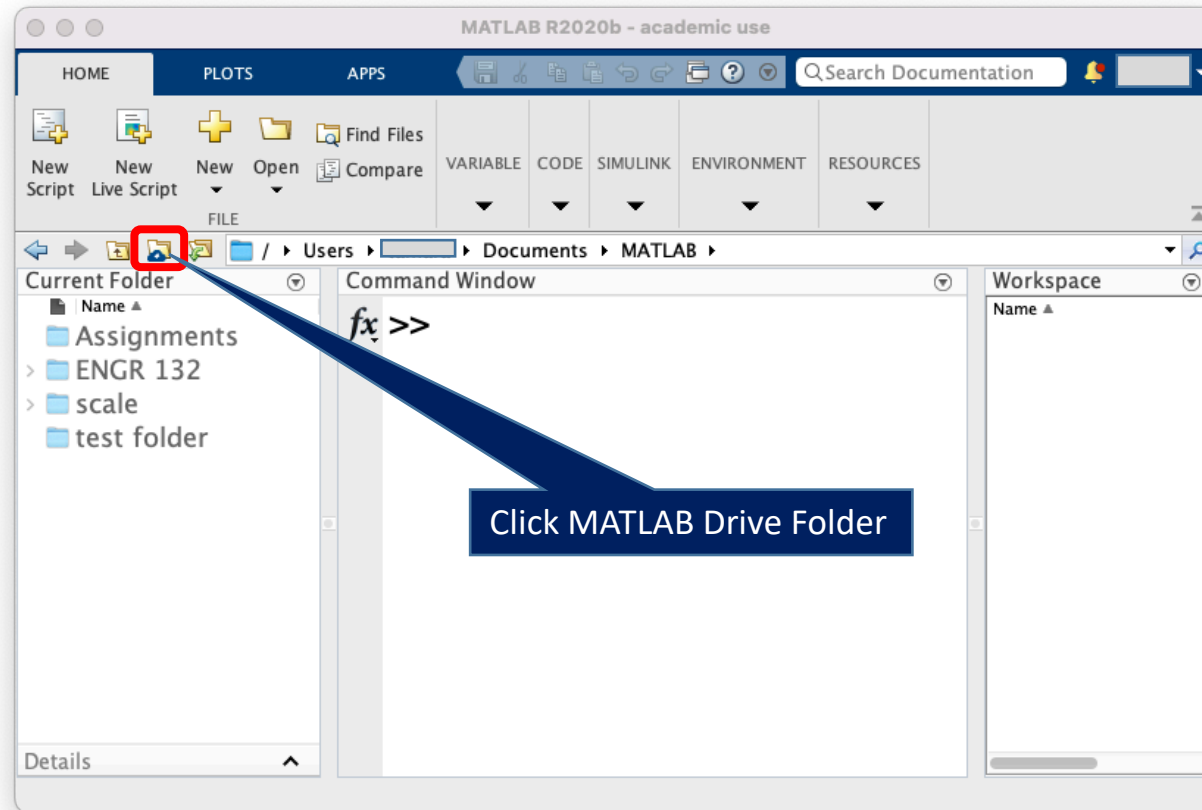 MATLAB R2020b - academic use
HOME PLOTS APPS Search Documentation
New Script
New Live Script
New
Open
Find Files
Compare
FILE
VARIABLE CODE SIMULINK ENVIRONMENT RESOURCES
/ Users Documents MATLAB
Current Folder
Name
Assignments
ENGR 132
scale
test folder
Details
Command Window
fx >>
Click MATLAB Drive Folder
Workspace
Name